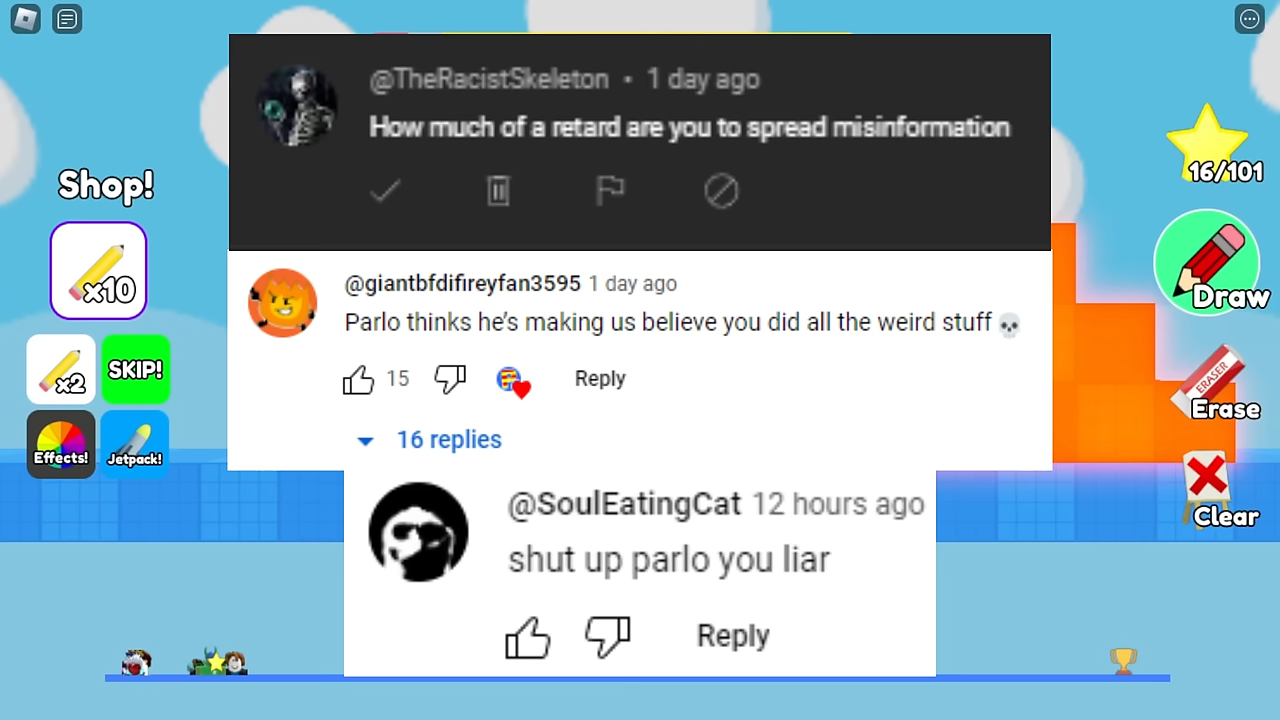 @TheRacistSkeleton • 1 day ago
How much of a retard are you to spread misinformation
Shop!
x10
x2
SKIP!
Effects!
Jetpack!
@giantbfdifireyfan3595 1 day ago
Parlo thinks he's making us believe you did all the weird stuff 💀
15
Reply
16 replies
@SoulEatingCat 12 hours ago
shut up parlo you liar
Reply
16/101
Draw
ERASER
Erase
Clear